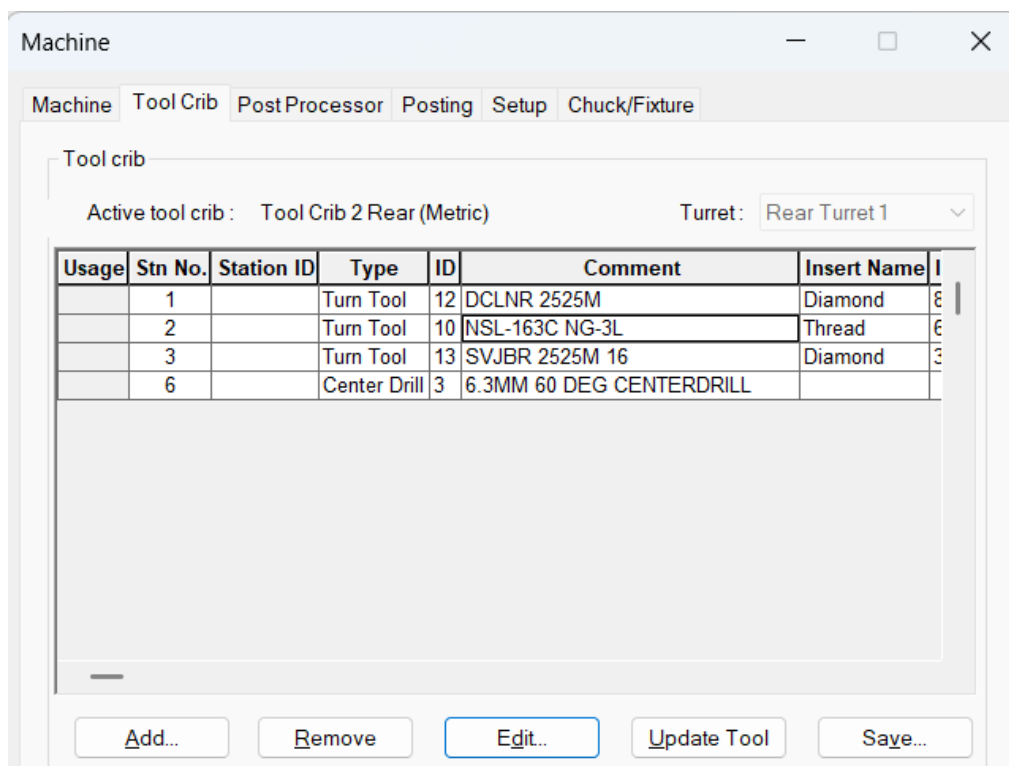 Machine
Machine Tool Crib Post Processor Posting Setup Chuck/Fixture
Tool crib
Active tool crib : Tool Crib 2 Rear (Metric) Turret : Rear Turret 1
Usage Stn No. Station ID Type ID Comment Insert Name
1 Turn Tool 12 DCLNR 2525M Diamond
2 Turn Tool 10 NSL-163C NG-3L Thread
3 Turn Tool 13 SVJBR 2525M 16 Diamond
6 Center Drill 3 6.3MM 60 DEG CENTERDRILL
Add... Remove Edit... Update Tool Save...